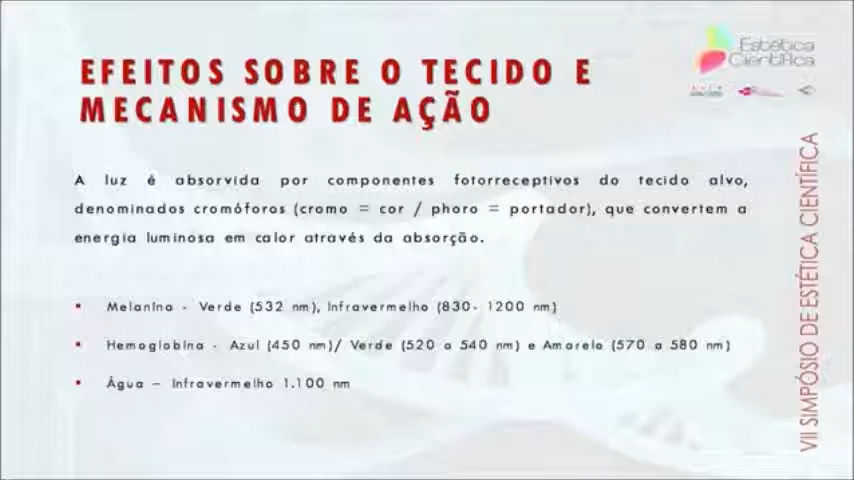 Estética
Científica
EFEITOS SOBRE O TECIDO E
MECANISMO DE AÇÃO
A luz é absorvida por componentes fotorreceptivos do tecido alvo,
denominados cromóforos (cromo = cor / phoro = portador), que convertem a
energia luminosa em calor através da absorção.
▪ Melanina - Verde (532 nm), Infravermelho (830- 1200 nm)
▪ Hemoglobina - Azul (450 nm)/ Verde (520 a 540 nm) e Amarelo (570 a 580 nm)
▪ Água – Infravermelho 1.100 nm
VII SIMPÓSIO DE ESTÉTICA CIENTÍFICA